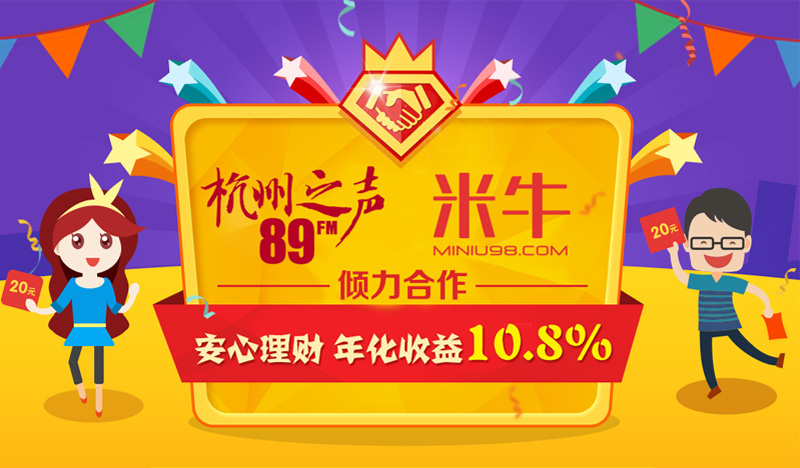 杭州之声
89FM
米牛
MINIU98.COM
倾力合作
20元
20元
安心理财 年化收益10.8%